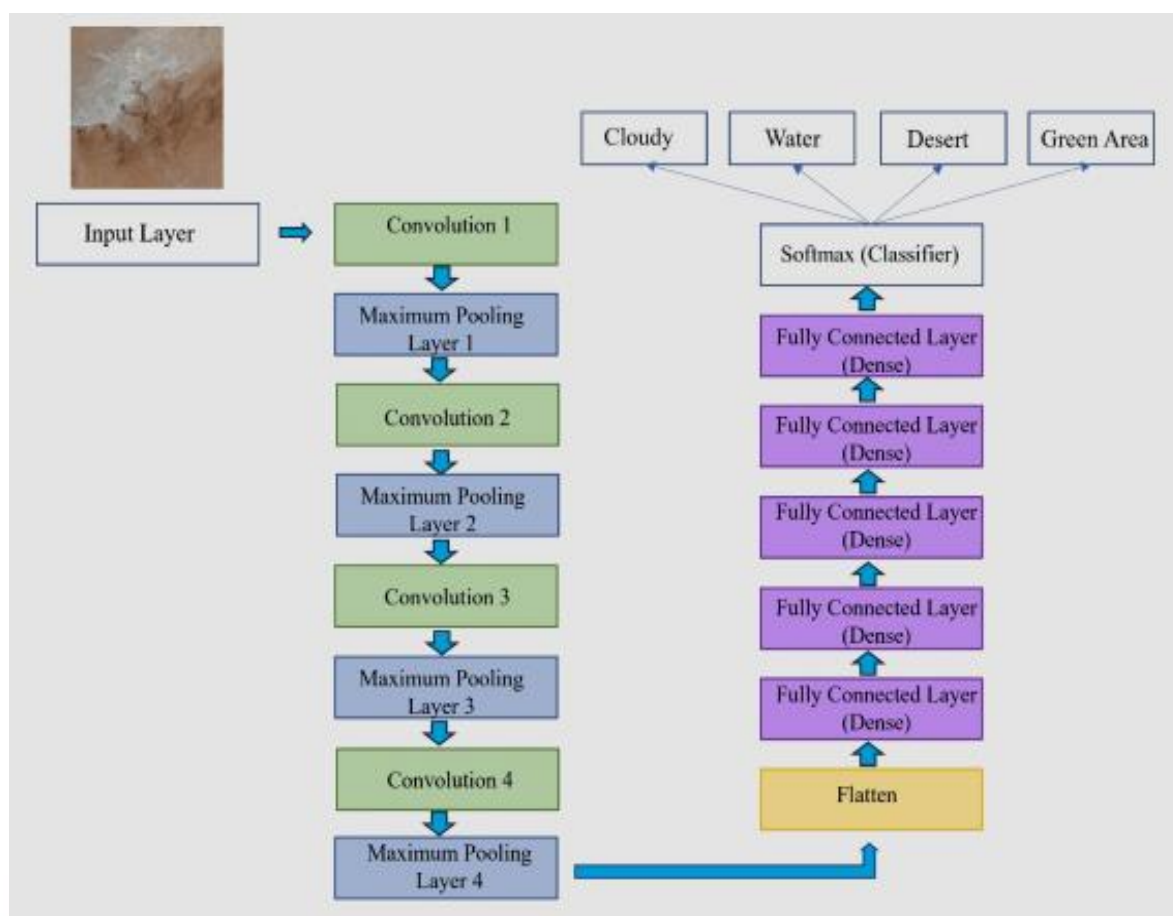 Input Layer
Convolution 1
Maximum Pooling
Layer 1
Convolution 2
Maximum Pooling
Layer 2
Convolution 3
Maximum Pooling
Layer 3
Convolution 4
Maximum Pooling
Layer 4
Flatten
Fully Connected Layer
(Dense)
Fully Connected Layer
(Dense)
Fully Connected Layer
(Dense)
Fully Connected Layer
(Dense)
Fully Connected Layer
(Dense)
Softmax (Classifier)
Cloudy
Water
Desert
Green Area